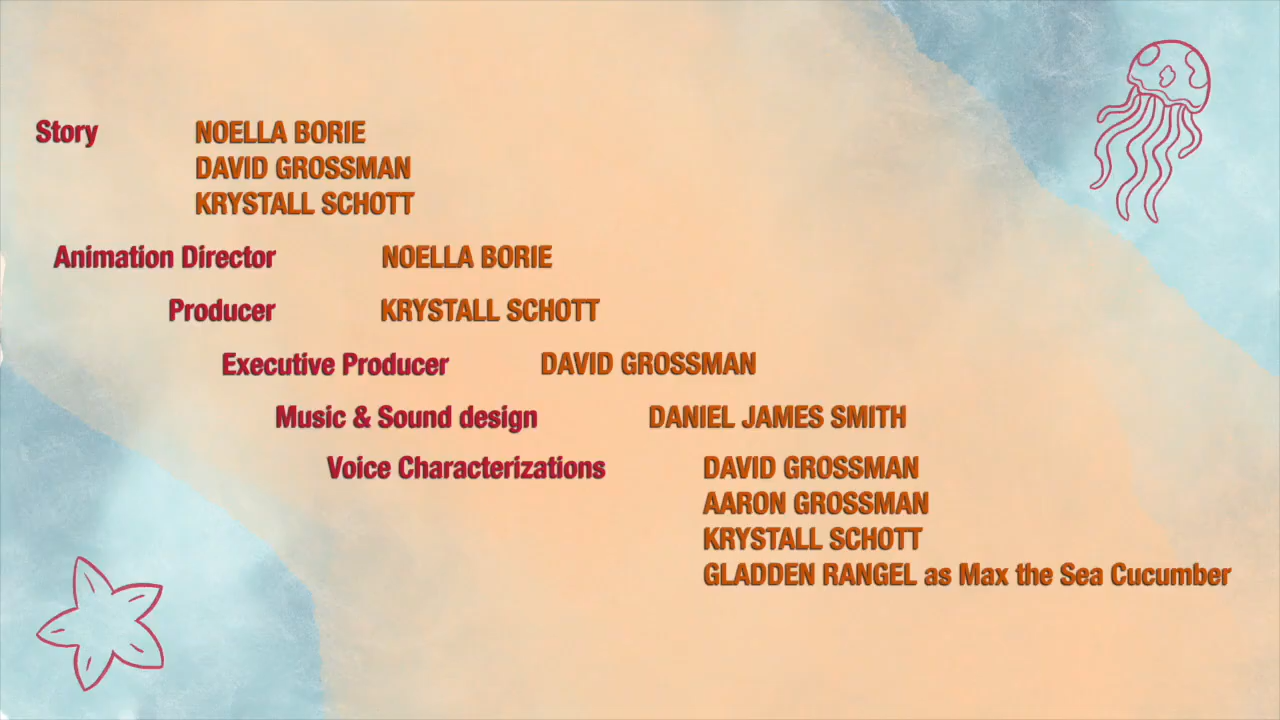 Story NOELLA BORIE
DAVID GROSSMAN
KRYSTALL SCHOTT
Animation Director NOELLA BORIE
Producer KRYSTALL SCHOTT
Executive Producer DAVID GROSSMAN
Music & Sound design DANIEL JAMES SMITH
Voice Characterizations DAVID GROSSMAN
AARON GROSSMAN
KRYSTALL SCHOTT
GLADDEN RANGEL as Max the Sea Cucumber